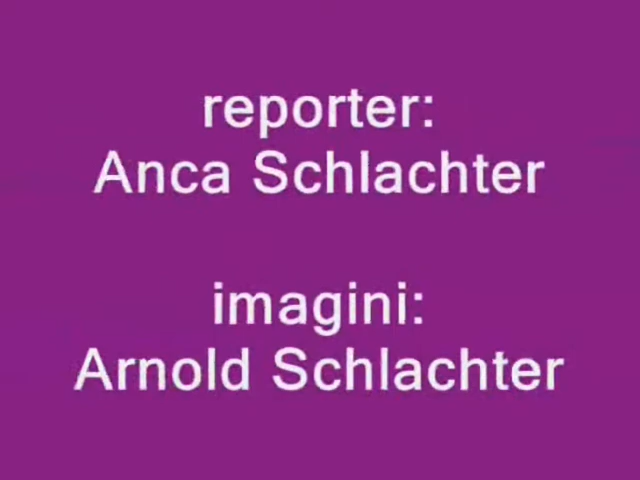 reporter:
Anca Schlachter
imagini:
Arnold Schlachter